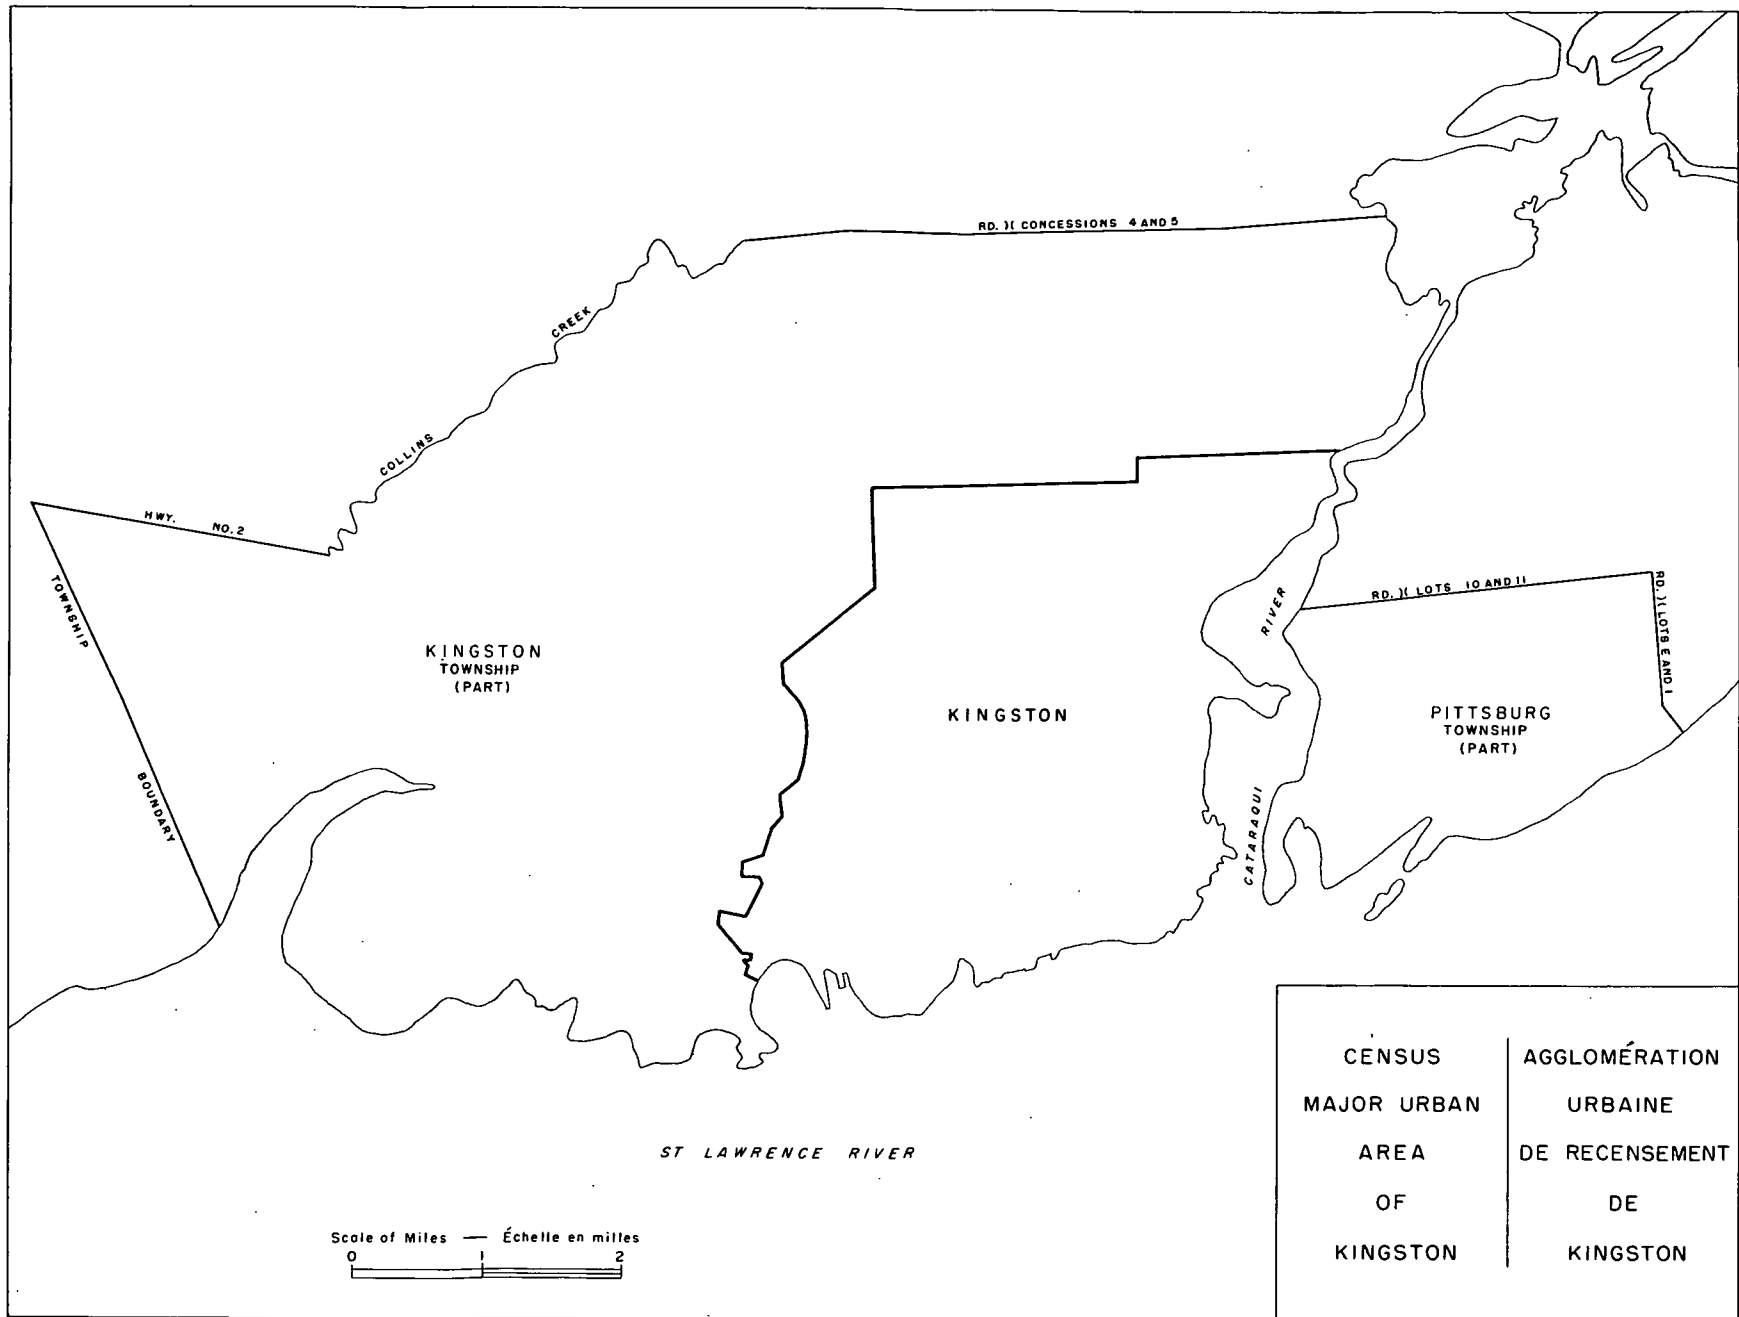 RD. )( CONCESSIONS 4 AND 5
COLLINS CREEK
HWY. NO. 2
TOWNSHIP BOUNDARY
KINGSTON
TOWNSHIP
(PART)
KINGSTON
CATARAQUI RIVER
RD. )( LOTS 10 AND 11
RD. )( LOTS E AND I
PITTSBURG
TOWNSHIP
(PART)
ST LAWRENCE RIVER
Scale of Miles — Échelle en milles
0 1 2
CENSUS
MAJOR URBAN
AREA
OF
KINGSTON
AGGLOMÉRATION
URBAINE
DE RECENSEMENT
DE
KINGSTON